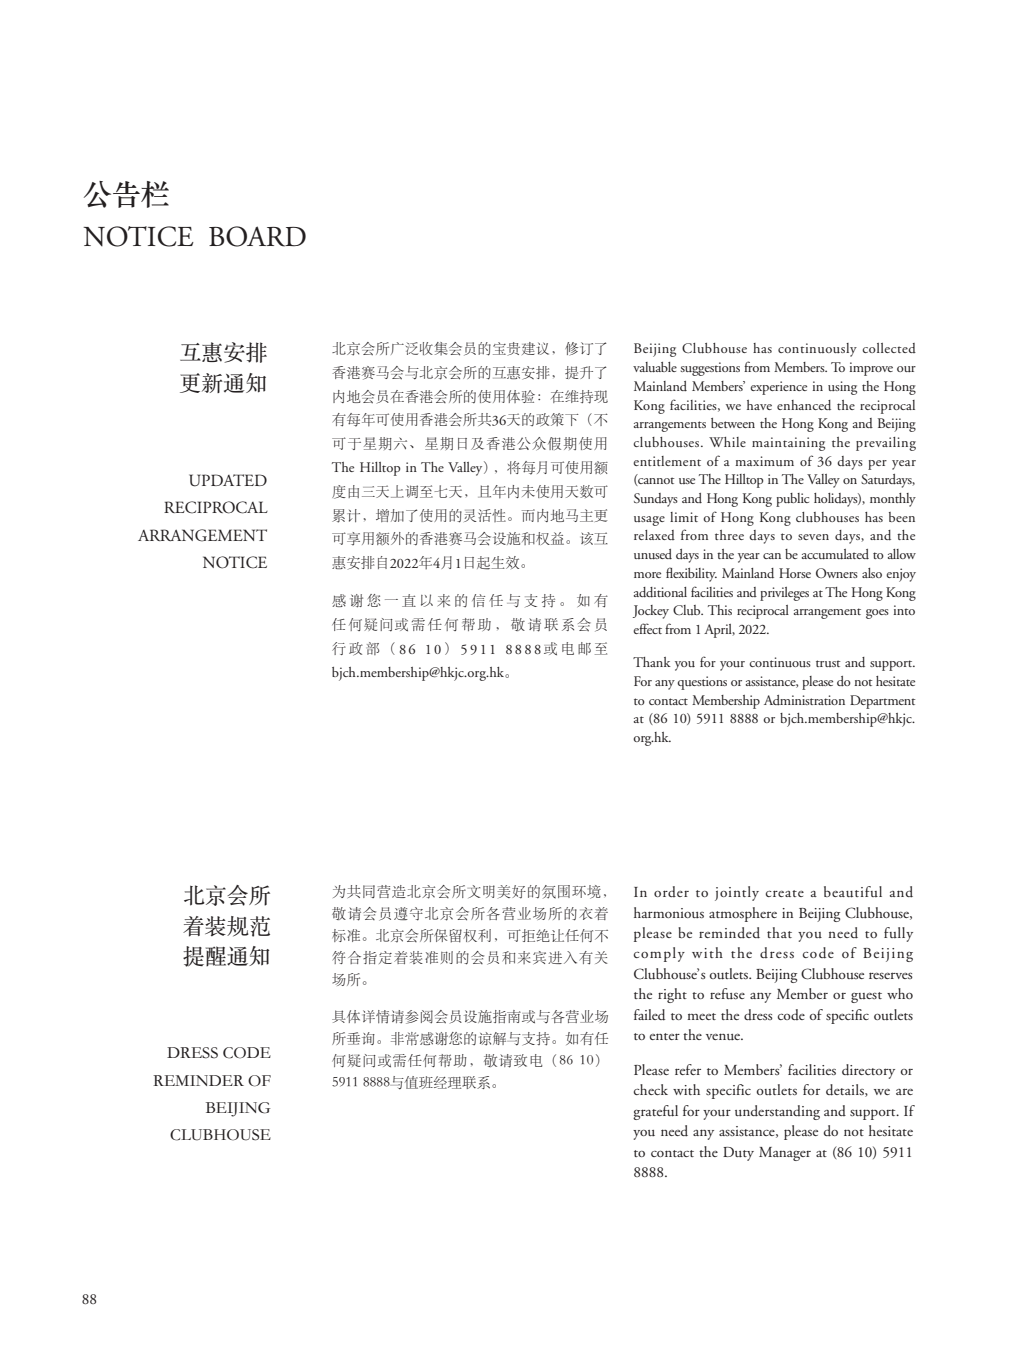 公告栏
NOTICE BOARD
互惠安排
更新通知
UPDATED
RECIPROCAL
ARRANGEMENT
NOTICE
北京会所广泛收集会员的宝贵建议，修订了
香港赛马会与北京会所的互惠安排，提升了
内地会员在香港会所的使用体验：在维持现
有每年可使用香港会所共36天的政策下（不
可于星期六、星期日及香港公众假期使用
The Hilltop in The Valley），将每月可使用额
度由三天上调至七天，且年内未使用天数可
累计，增加了使用的灵活性。而内地马主更
可享用额外的香港赛马会设施和权益。该互
惠安排自2022年4月1日起生效。
感谢您一直以来的信任与支持。如有
任何疑问或需任何帮助，敬请联系会员
行政部（86 10）5911 8888或电邮至
bjch.membership@hkjc.org.hk。
Beijing Clubhouse has continuously collected
valuable suggestions from Members. To improve our
Mainland Members’ experience in using the Hong
Kong facilities, we have enhanced the reciprocal
arrangements between the Hong Kong and Beijing
clubhouses. While maintaining the prevailing
entitlement of a maximum of 36 days per year
(cannot use The Hilltop in The Valley on Saturdays,
Sundays and Hong Kong public holidays), monthly
usage limit of Hong Kong clubhouses has been
relaxed from three days to seven days, and the
unused days in the year can be accumulated to allow
more flexibility. Mainland Horse Owners also enjoy
additional facilities and privileges at The Hong Kong
Jockey Club. This reciprocal arrangement goes into
effect from 1 April, 2022.
Thank you for your continuous trust and support.
For any questions or assistance, please do not hesitate
to contact Membership Administration Department
at (86 10) 5911 8888 or bjch.membership@hkjc.
org.hk.
北京会所
着装规范
提醒通知
DRESS CODE
REMINDER OF
BEIJING
CLUBHOUSE
为共同营造北京会所文明美好的氛围环境，
敬请会员遵守北京会所各营业场所的衣着
标准。北京会所保留权利，可拒绝让任何不
符合指定着装准则的会员和来宾进入有关
场所。
具体详情请参阅会员设施指南或与各营业场
所垂询。非常感谢您的谅解与支持。如有任
何疑问或需任何帮助，敬请致电（86 10）
5911 8888与值班经理联系。
In order to jointly create a beautiful and
harmonious atmosphere in Beijing Clubhouse,
please be reminded that you need to fully
comply with the dress code of Beijing
Clubhouse’s outlets. Beijing Clubhouse reserves
the right to refuse any Member or guest who
failed to meet the dress code of specific outlets
to enter the venue.
Please refer to Members’ facilities directory or
check with specific outlets for details, we are
grateful for your understanding and support. If
you need any assistance, please do not hesitate
to contact the Duty Manager at (86 10) 5911
8888.
88